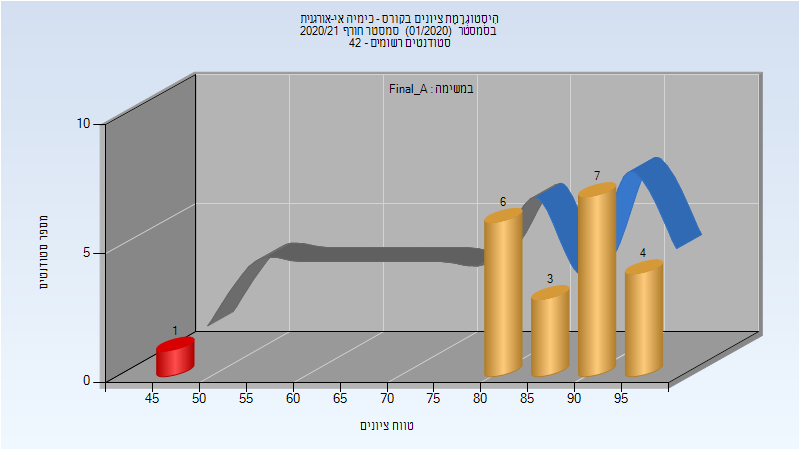 היסטוגרמת ציונים בקורס - כימיה אי-אורגנית
בסמסטר (01/2020) סמסטר חורף 2020/21
סטודנטים רשומים - 42
במשימה : Final_A
מספר סטודנטים
10
5
0
1
6
3
7
4
45 50 55 60 65 70 75 80 85 90 95
טווח ציונים